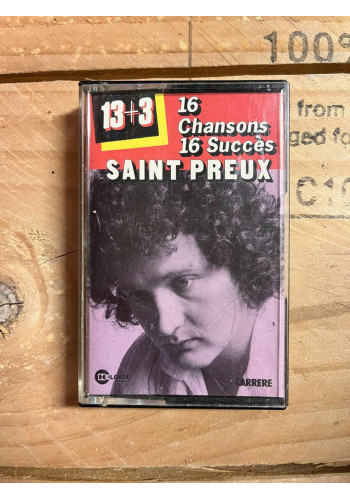 100%
from
ged fo
C10
13+3
16
Chansons
16 Succès
SAINT PREUX
CARRERE